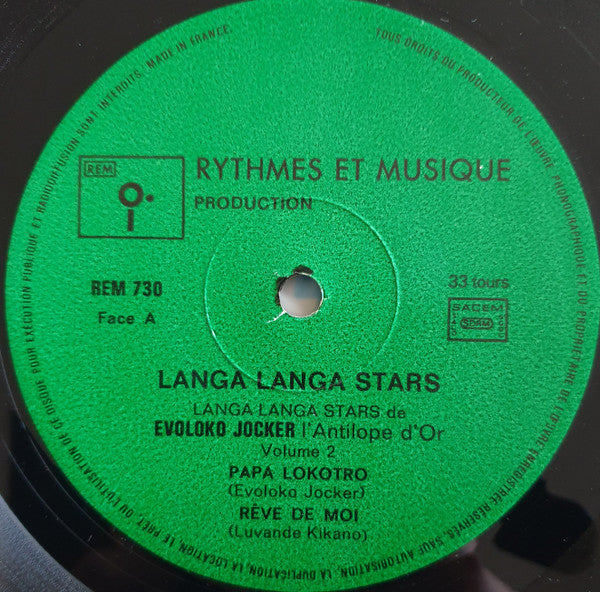 TOUS DROITS DU PRODUCTEUR DE L'ŒUVRE, PHONOGRAPHIQUE ET DU PROPRIÉTAIRE DE L'ŒUVRE ENREGISTRÉE RÉSERVÉS, SAUF AUTORISATION, LA DUPLICATION, LA LOCATION, LE PRÊT, OU L'UTILISATION DE CE DISQUE POUR EXÉCUTION PUBLIQUE ET RADIODIFFUSION SONT INTERDITS. MADE IN FRANCE
REM
RYTHMES ET MUSIQUE
PRODUCTION
REM 730
33 tours
Face A
SACEM
SDRM
LANGA LANGA STARS
LANGA LANGA STARS de
EVOLOKO JOCKER l'Antilope d'Or
Volume 2
PAPA LOKOTRO
(Evoloko Jocker)
RÊVE DE MOI
(Luvande Kikano)